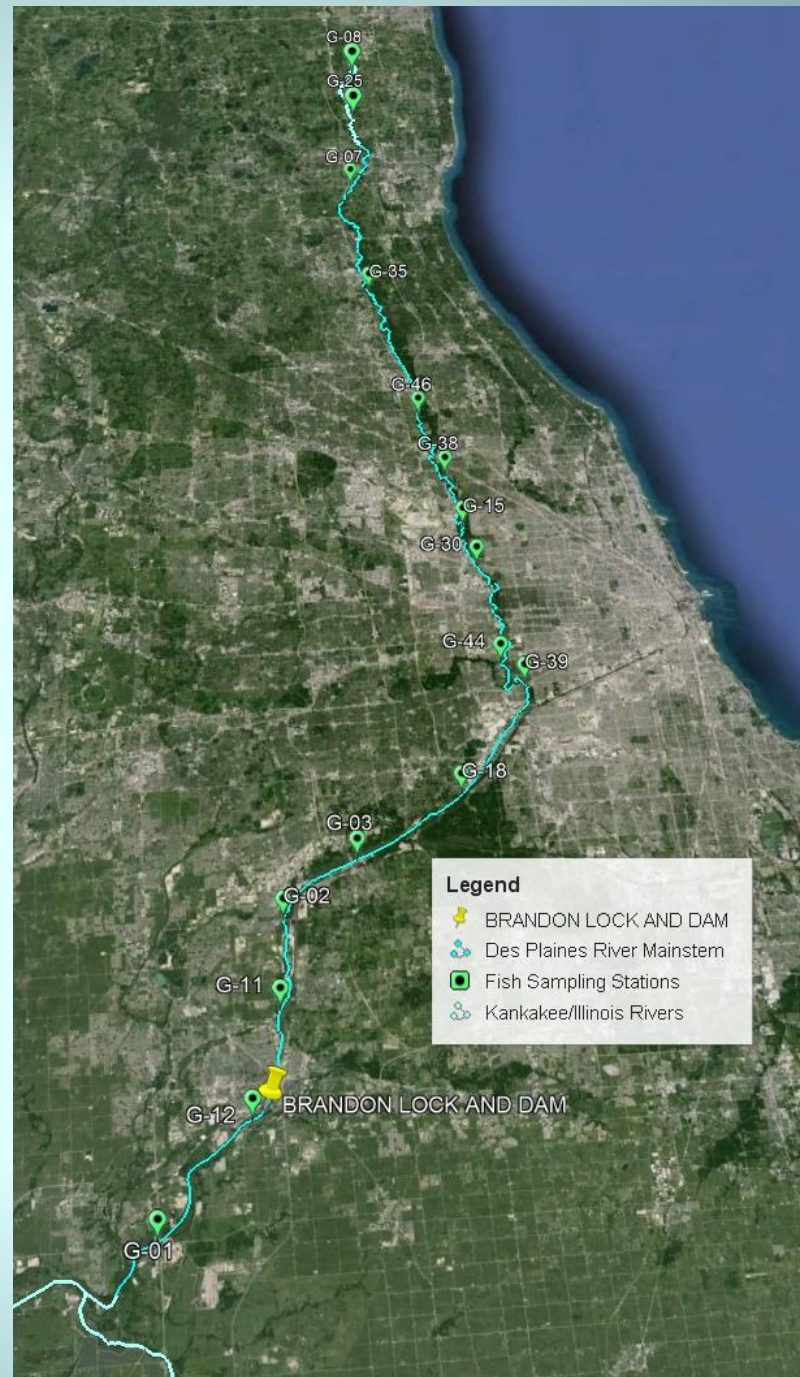 G-08
G-25
G-07
G-35
G-46
G-38
G-15
G-30
G-44
G-39
G-18
G-03
G-02
Legend
BRANDON LOCK AND DAM
Des Plaines River Mainstem
Fish Sampling Stations
Kankakee/Illinois Rivers
G-11
BRANDON LOCK AND DAM
G-12
G-01